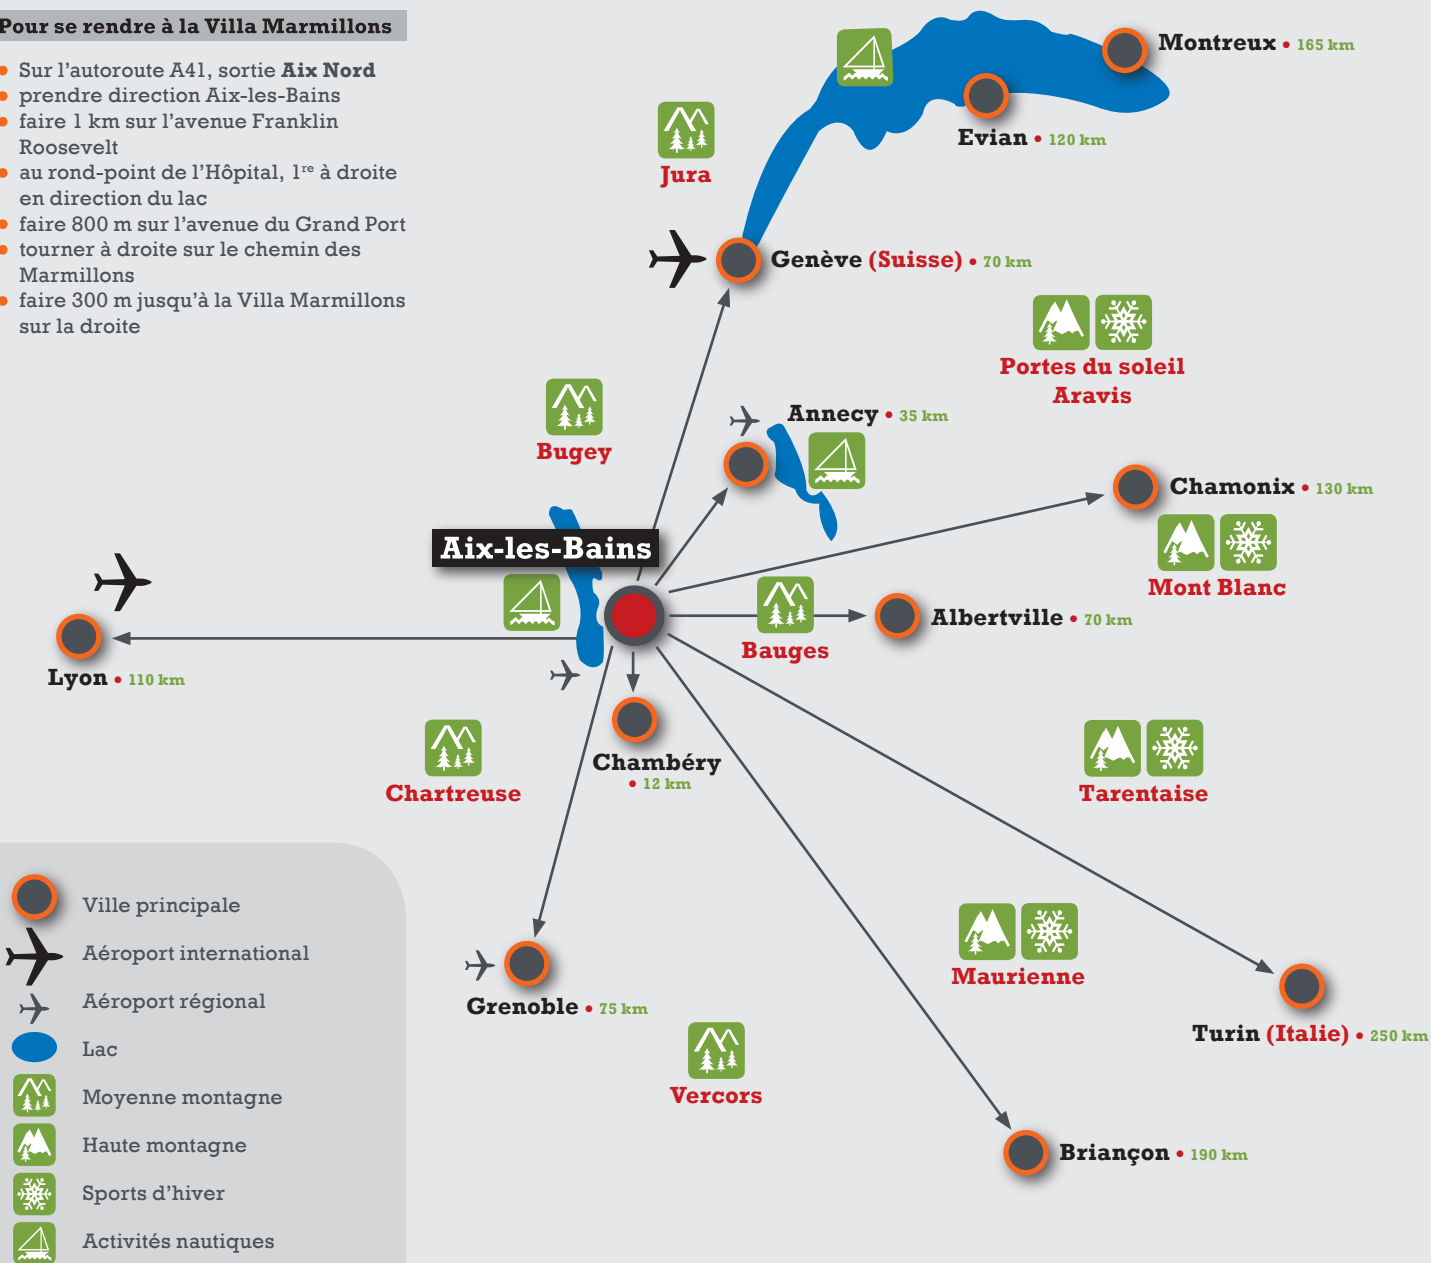 Pour se rendre à la Villa Marmillons
Sur l'autoroute A41, sortie Aix Nord
prendre direction Aix-les-Bains
faire 1 km sur l'avenue Franklin
Roosevelt
au rond-point de l'Hôpital, 1re à droite
en direction du lac
faire 800 m sur l'avenue du Grand Port
tourner à droite sur le chemin des
Marmillons
faire 300 m jusqu'à la Villa Marmillons
sur la droite
Montreux • 165 km
Evian • 120 km
Jura
Genève (Suisse) • 70 km
Portes du soleil
Aravis
Annecy • 35 km
Bugey
Chamonix • 130 km
Mont Blanc
Aix-les-Bains
Albertville • 70 km
Bauges
Lyon • 110 km
Chambéry
• 12 km
Chartreuse
Tarentaise
Maurienne
Grenoble • 75 km
Turin (Italie) • 250 km
Vercors
Briançon • 190 km
Ville principale
Aéroport international
Aéroport régional
Lac
Moyenne montagne
Haute montagne
Sports d'hiver
Activités nautiques